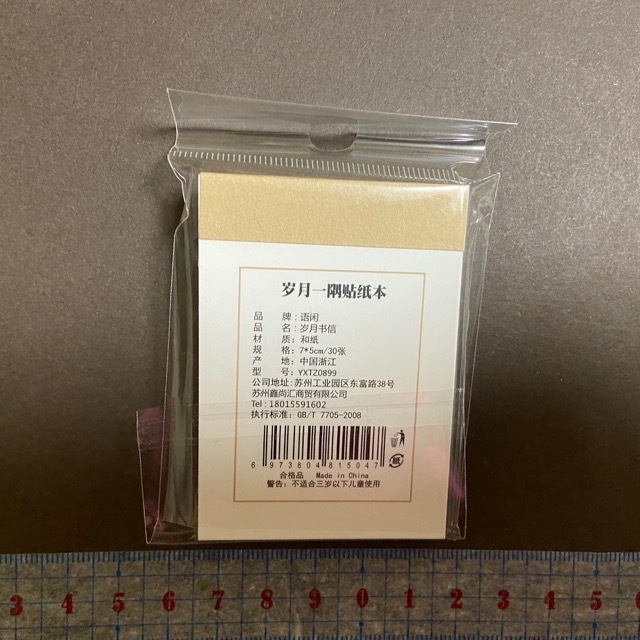 岁月一隅贴纸本
品 牌：语闲
品 名：岁月书信
材 质：和纸
规 格：7*5cm/30张
产 地：中国浙江
型 号：YXTZ0899
公司地址：苏州工业园区东富路38号
苏州鑫尚汇商贸有限公司
Tel：18015591602
执行标准：GB/T 7705-2008
6 973804 815047
纸
合格品 Made in China
警告：不适合三岁以下儿童使用
3 4 5 6 7 8 9 0 1 2 3 5 6